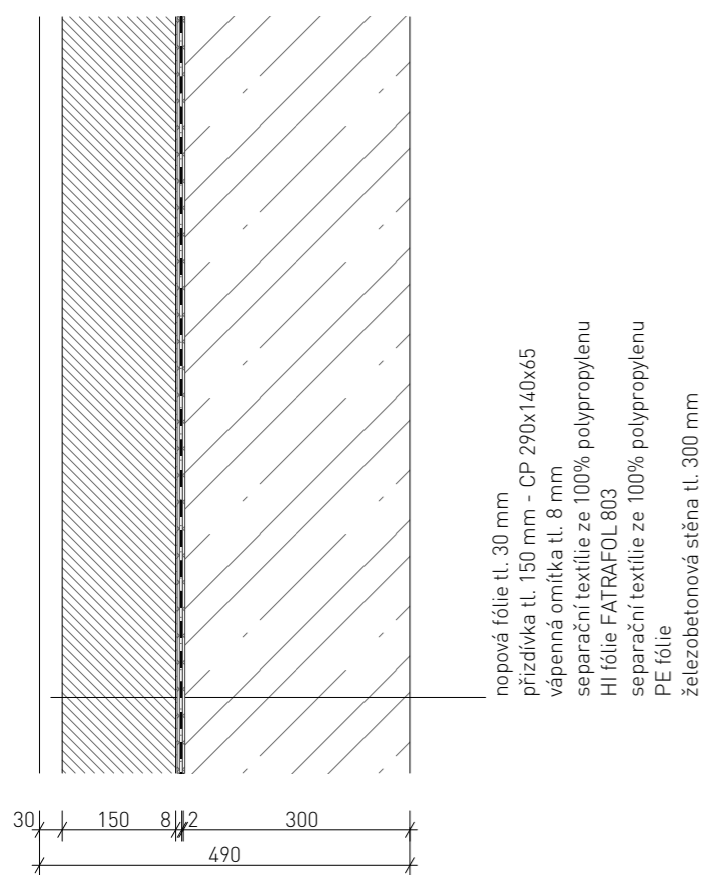 nopová fólie tl. 30 mm
přizdívka tl. 150 mm - CP 290x140x65
vápenná omítka tl. 8 mm
separační textílie ze 100% polypropylenu
HI fólie FATRAFOL 803
separační textílie ze 100% polypropylenu
PE fólie
železobetonová stěna tl. 300 mm
30 150 8 2 300
490